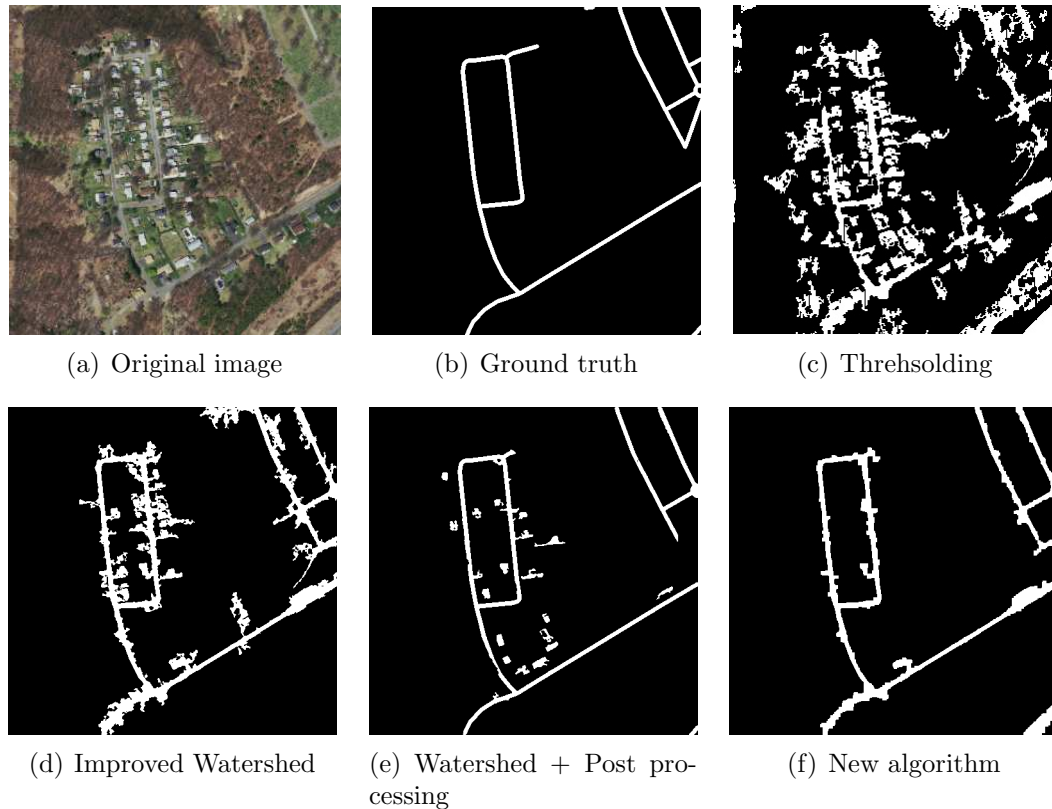 (a) Original image
(b) Ground truth
(c) Threhsolding
(d) Improved Watershed
(e) Watershed + Post pro-
cessing
(f) New algorithm